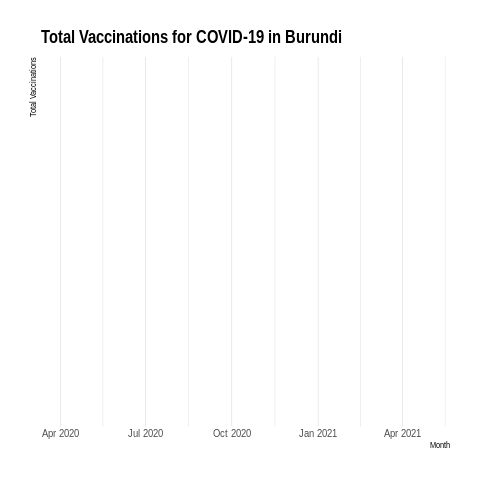 Total Vaccinations for COVID-19 in Burundi
Total Vaccinations
Apr 2020 Jul 2020 Oct 2020 Jan 2021 Apr 2021
Month